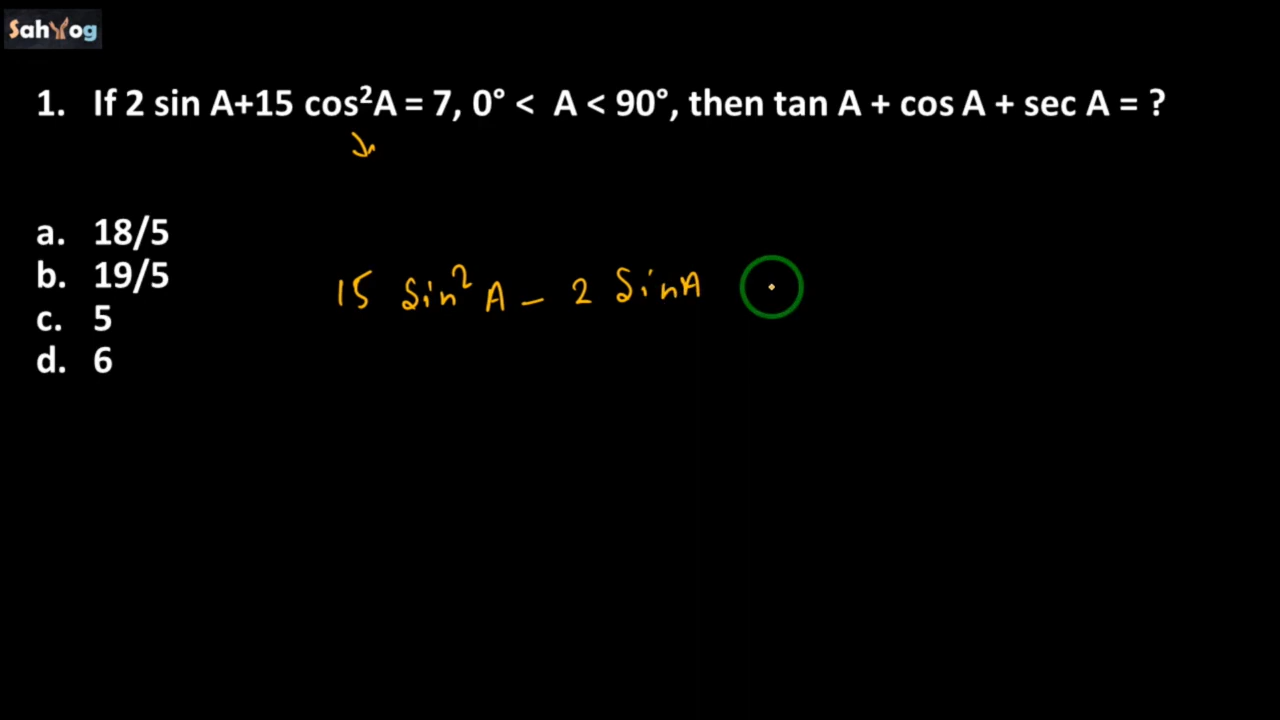 SahYog
1. If 2 sin A+15 cos²A = 7, 0° < A < 90°, then tan A + cos A + sec A = ?
a. 18/5
b. 19/5
c. 5
d. 6
15 Sin² A - 2 SinA